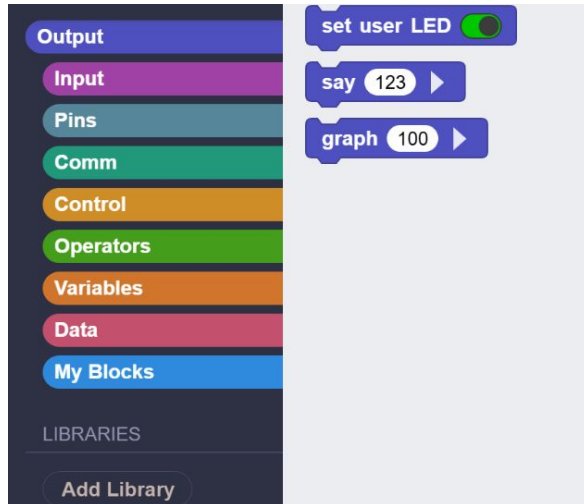 Output
Input
Pins
Comm
Control
Operators
Variables
Data
My Blocks
LIBRARIES
Add Library
set user LED
say 123
graph 100